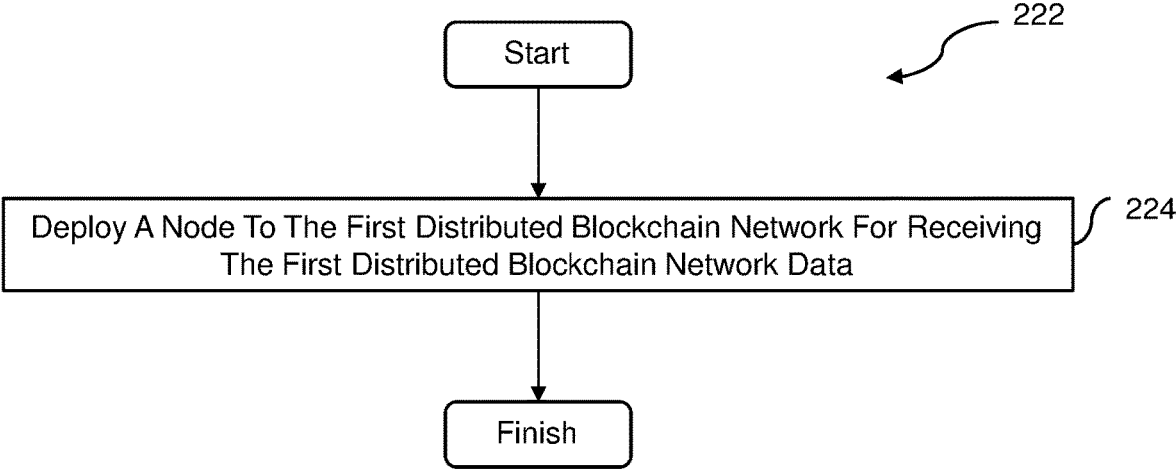 222
Start
Deploy A Node To The First Distributed Blockchain Network For Receiving
The First Distributed Blockchain Network Data
224
Finish